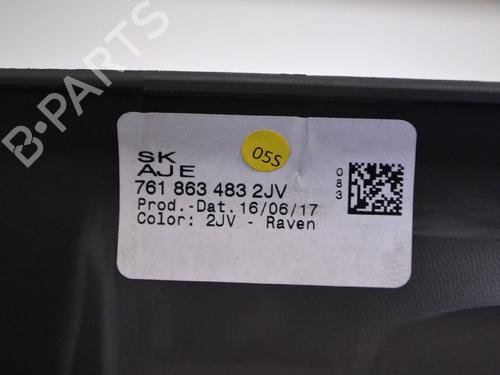 B-PARTS
05S
SK
AJE
761 863 483 2JV
Prod.-Dat. 16/06/17
Color: 2JV - Raven
083